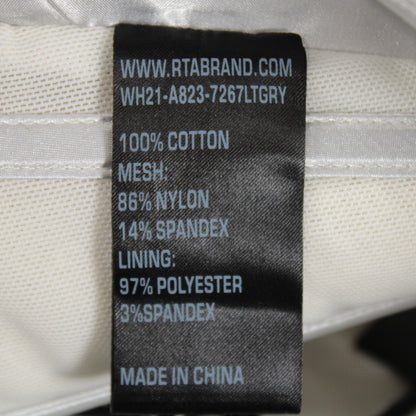 WWW.RTABRAND.COM
WH21-A823-7267LTGRY
100% COTTON
MESH:
86% NYLON
14% SPANDEX
LINING:
97% POLYESTER
3%SPANDEX
MADE IN CHINA